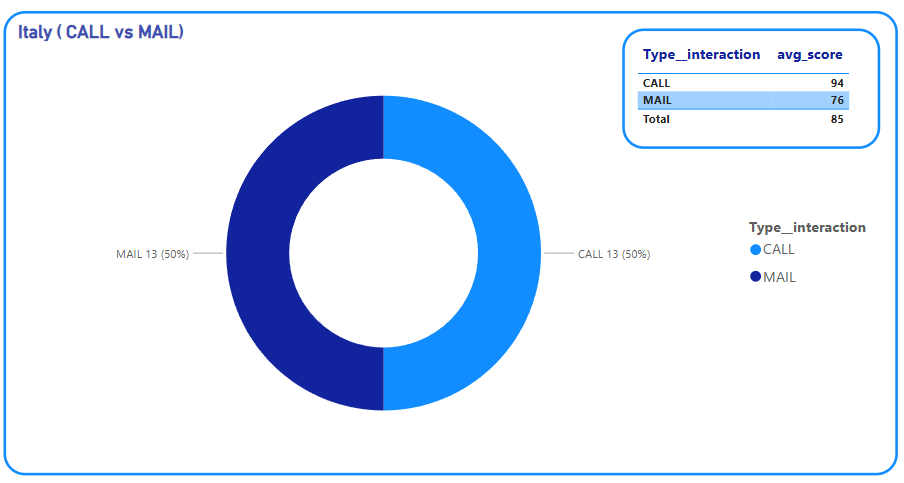 Italy ( CALL vs MAIL)
Type__interaction avg_score
CALL 94
MAIL 76
Total 85
MAIL 13 (50%)
CALL 13 (50%)
Type__interaction
CALL
MAIL